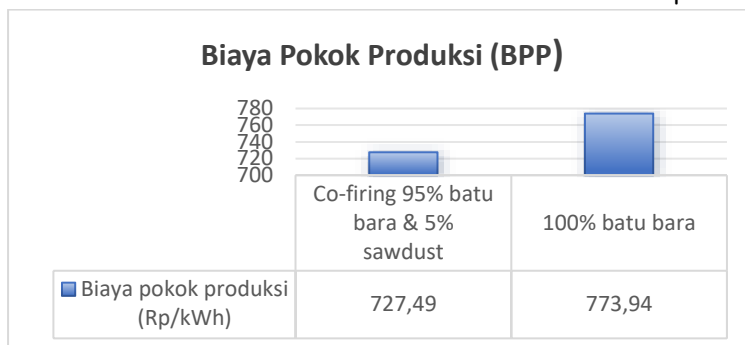 Biaya Pokok Produksi (BPP)
780
760
740
720
700
Co-firing 95% batu
bara & 5%
sawdust
100% batu bara
Biaya pokok produksi
(Rp/kWh)
727,49
773,94